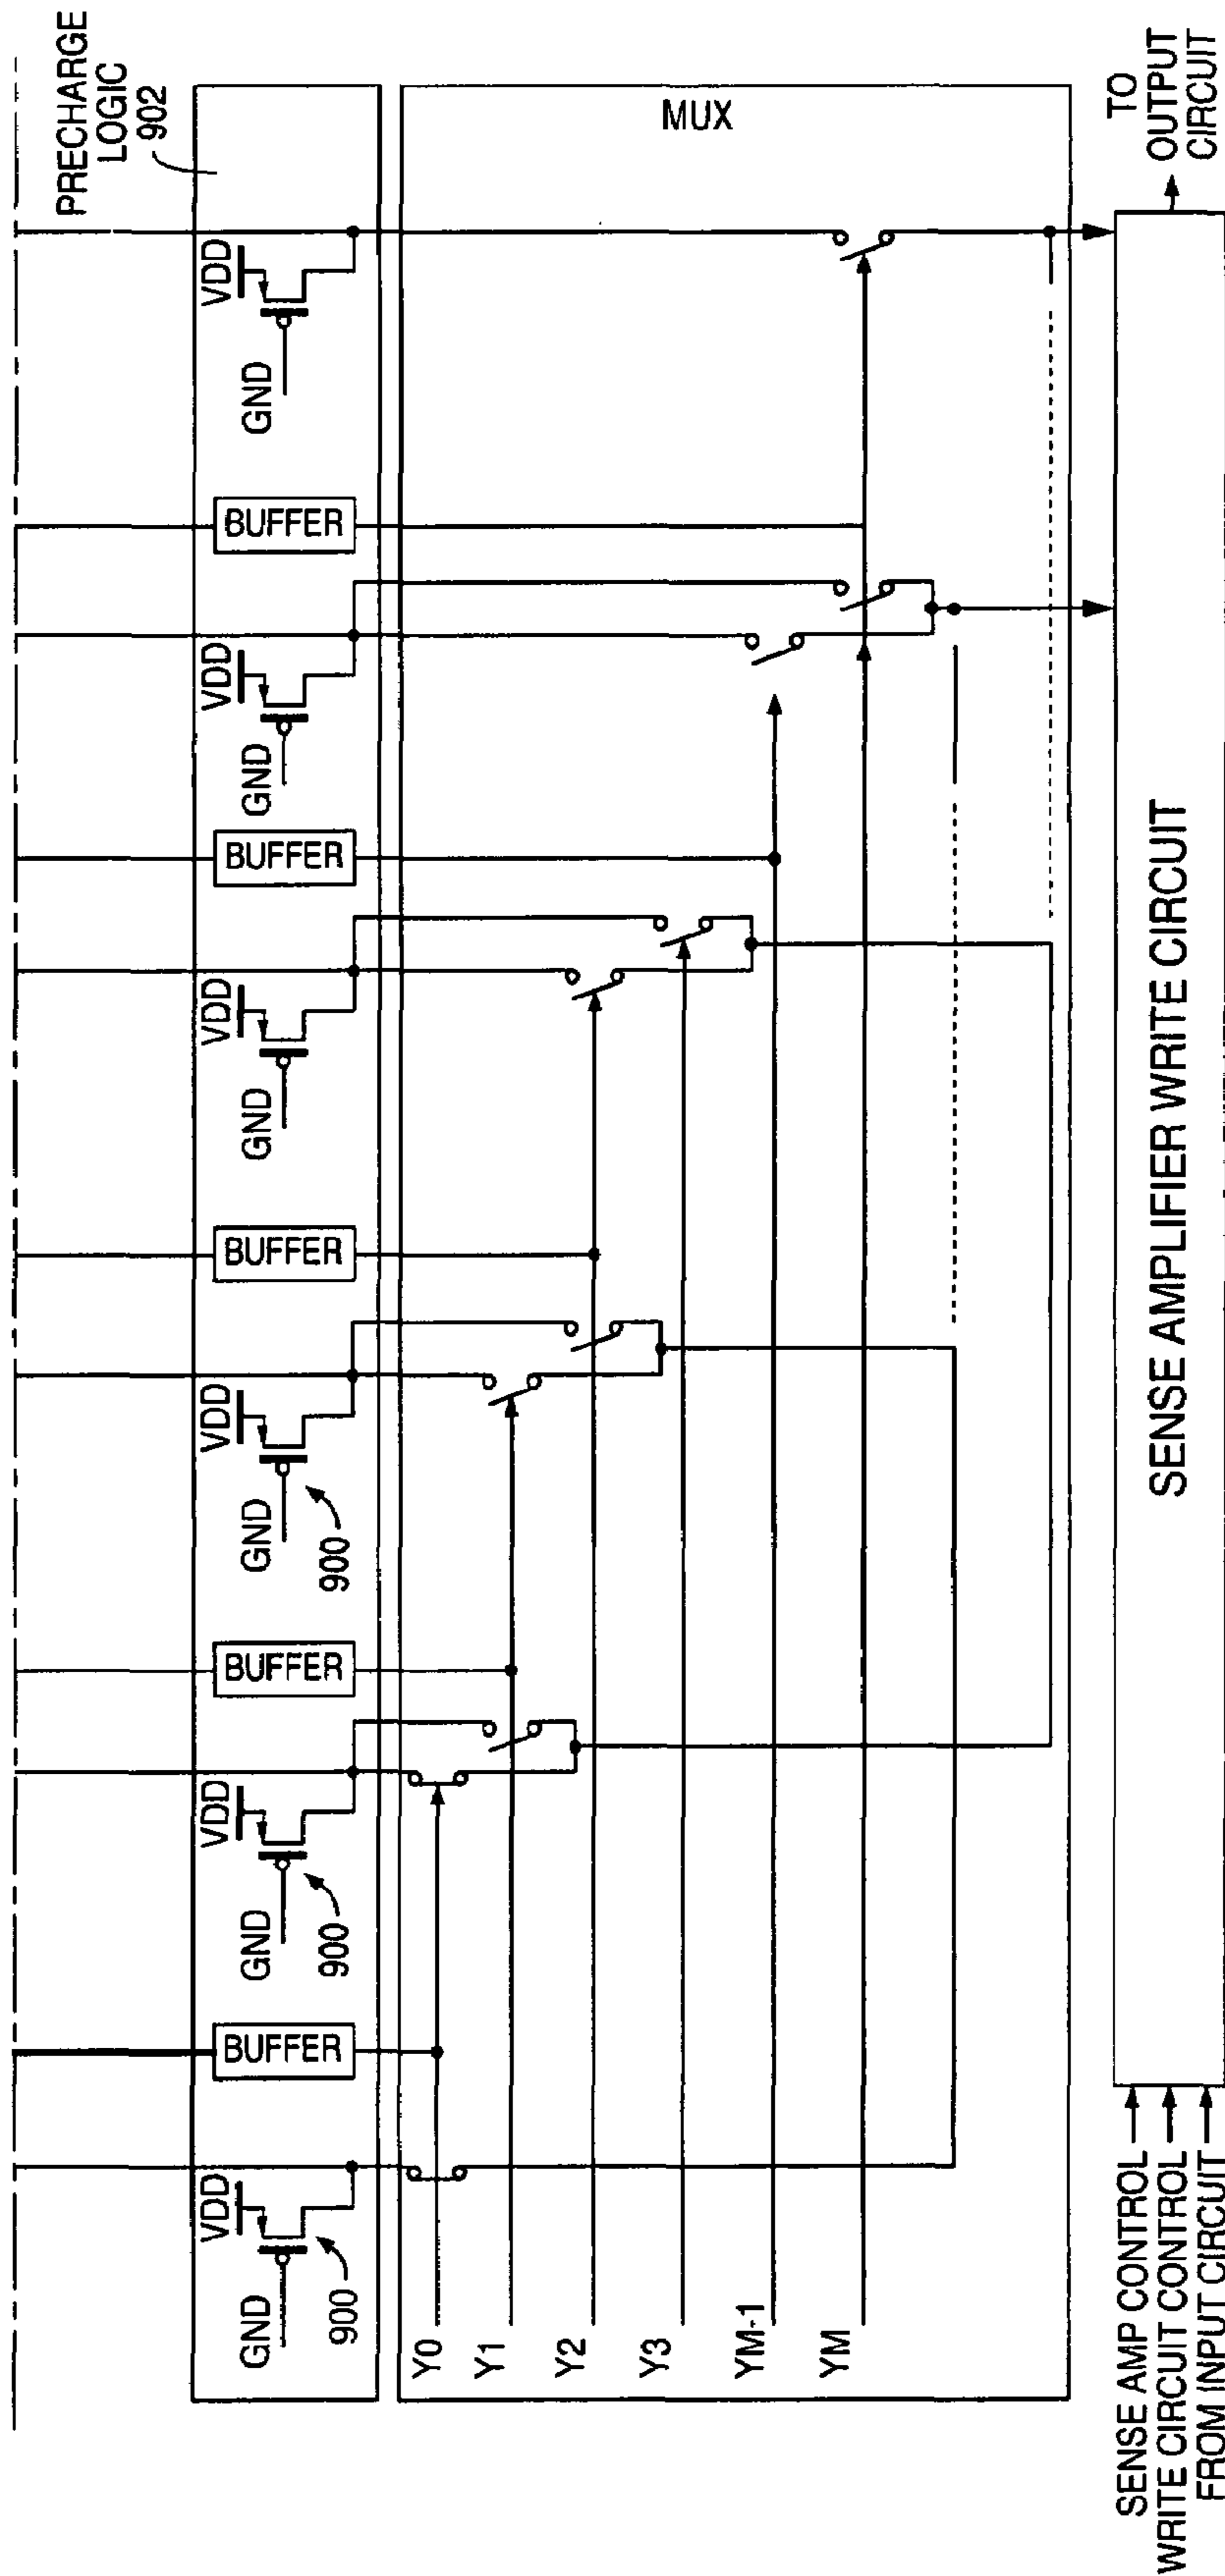 PRECHARGE
LOGIC
902
VDD
GND
900
BUFFER
VDD
GND
900
BUFFER
VDD
GND
900
BUFFER
VDD
GND
BUFFER
VDD
GND
BUFFER
VDD
GND
MUX
Y0
Y1
Y2
Y3
YM-1
YM
SENSE AMP CONTROL
WRITE CIRCUIT CONTROL
FROM INPUT CIRCUIT
SENSE AMPLIFIER WRITE CIRCUIT
TO
OUTPUT
CIRCUIT